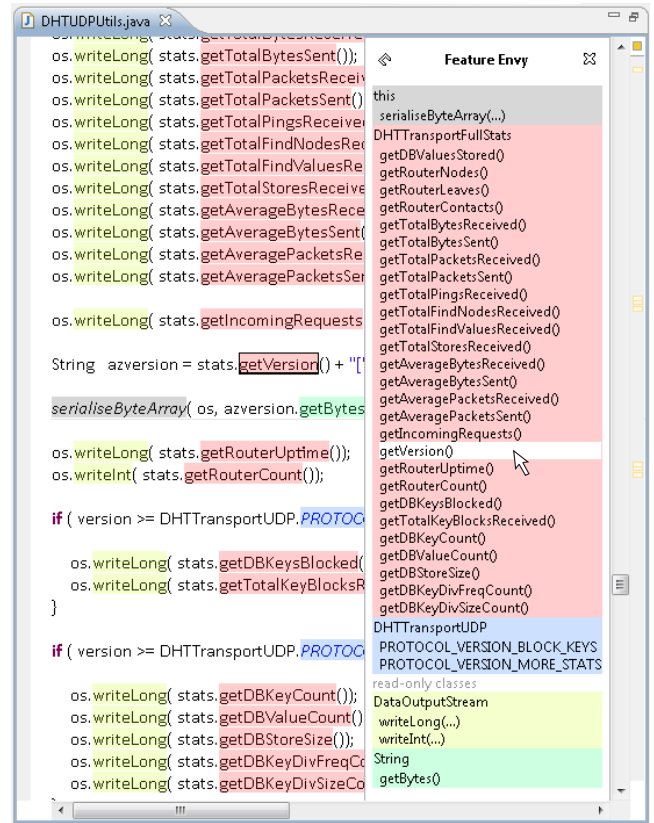 DHTUDPUtils.java
os.writeLong( stats.getTotalBytesSent());
os.writeLong( stats.getTotalPacketsReceiv
os.writeLong( stats.getTotalPacketsSent()
os.writeLong( stats.getTotalPingsReceive
os.writeLong( stats.getTotalFindNodesRec
os.writeLong( stats.getTotalFindValuesRe
os.writeLong( stats.getTotalStoresReceive
os.writeLong( stats.getAverageBytesRece
os.writeLong( stats.getAverageBytesSent(
os.writeLong( stats.getAveragePacketsRe
os.writeLong( stats.getAveragePacketsSer
os.writeLong( stats.getIncomingRequests
String azversion = stats.getVersion() + "["
serialiseByteArray( os, azversion.getBytes
os.writeLong( stats.getRouterUptime());
os.writeInt( stats.getRouterCount());
if ( version >= DHTTransportUDP.PROTOC
os.writeLong( stats.getDBKeysBlocked(
os.writeLong( stats.getTotalKeyBlocksR
}
if ( version >= DHTTransportUDP.PROTOC
os.writeLong( stats.getDBKeyCount());
os.writeLong( stats.getDBValueCount()
os.writeLong( stats.getDBStoreSize());
os.writeLong( stats.getDBKeyDivFreqCo
os.writeLong( stats.getDBKeyDivSizeCo
Feature Envy
this
serialiseByteArray(...)
DHTTransportFullStats
getDBValuesStored()
getRouterNodes()
getRouterLeaves()
getRouterContacts()
getTotalBytesReceived()
getTotalBytesSent()
getTotalPacketsReceived()
getTotalPacketsSent()
getTotalPingsReceived()
getTotalFindNodesReceived()
getTotalFindValuesReceived()
getTotalStoresReceived()
getAverageBytesReceived()
getAverageBytesSent()
getAveragePacketsReceived()
getAveragePacketsSent()
getIncomingRequests()
getVersion()
getRouterUptime()
getRouterCount()
getDBKeysBlocked()
getTotalKeyBlocksReceived()
getDBKeyCount()
getDBValueCount()
getDBStoreSize()
getDBKeyDivFreqCount()
getDBKeyDivSizeCount()
DHTTransportUDP
PROTOCOL_VERSION_BLOCK_KEYS
PROTOCOL_VERSION_MORE_STATS
read-only classes
DataOutputStream
writeLong(...)
writeInt(...)
String
getBytes()